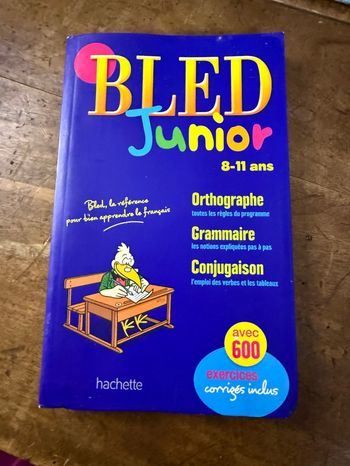 BLED
Junior
8-11 ans
Bled, la référence
pour bien apprendre le français
Orthographe
toutes les règles du programme
Grammaire
les notions expliquées pas à pas
Conjugaison
l'emploi des verbes et les tableaux
KK
avec
600
exercices
corrigés inclus
hachette